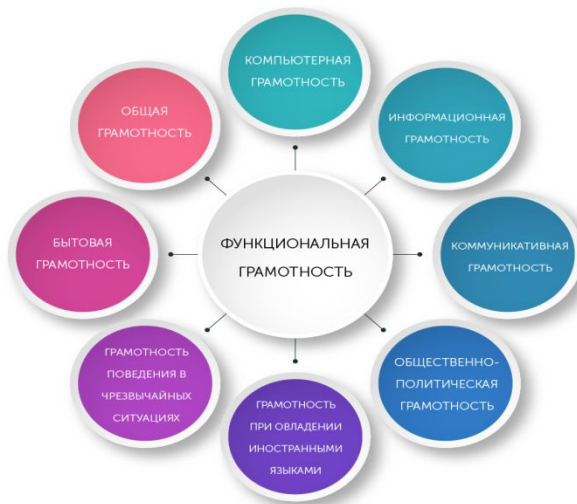 КОМПЬЮТЕРНАЯ
ГРАМОТНОСТЬ
ОБЩАЯ
ГРАМОТНОСТЬ
ИНФОРМАЦИОННАЯ
ГРАМОТНОСТЬ
БЫТОВАЯ
ГРАМОТНОСТЬ
ФУНКЦИОНАЛЬНАЯ
ГРАМОТНОСТЬ
КОММУНИКАТИВНАЯ
ГРАМОТНОСТЬ
ГРАМОТНОСТЬ
ПОВЕДЕНИЯ В
ЧРЕЗВЫЧАЙНЫХ
СИТУАЦИЯХ
ГРАМОТНОСТЬ
ПРИ ОВЛАДЕНИИ
ИНОСТРАННЫМИ
ЯЗЫКАМИ
ОБЩЕСТВЕННО-
ПОЛИТИЧЕСКАЯ
ГРАМОТНОСТЬ